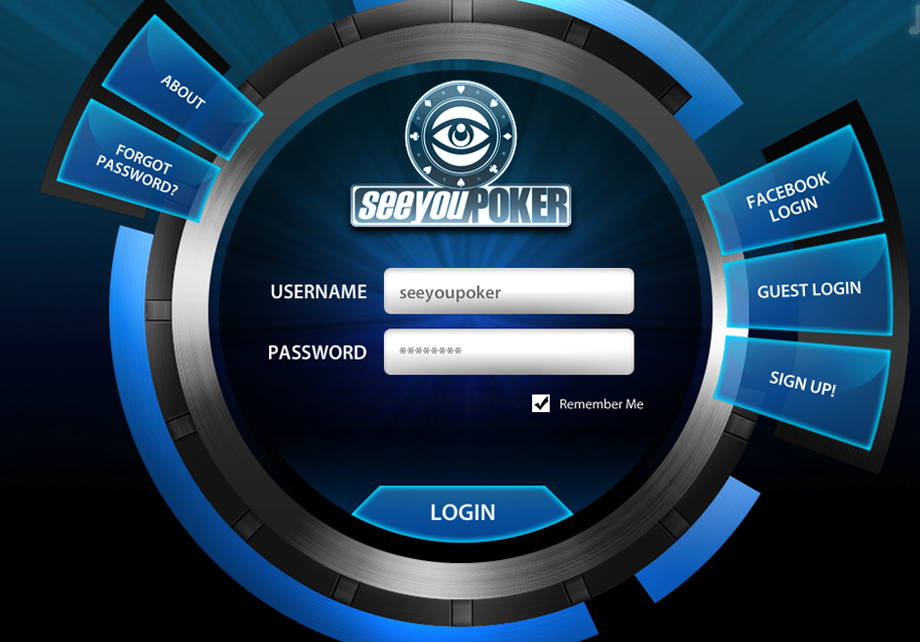 ABOUT
FORGOT
PASSWORD?
seeyouPOKER
FACEBOOK
LOGIN
USERNAME
seeyoupoker
GUEST LOGIN
PASSWORD
********
SIGN UP!
Remember Me
LOGIN